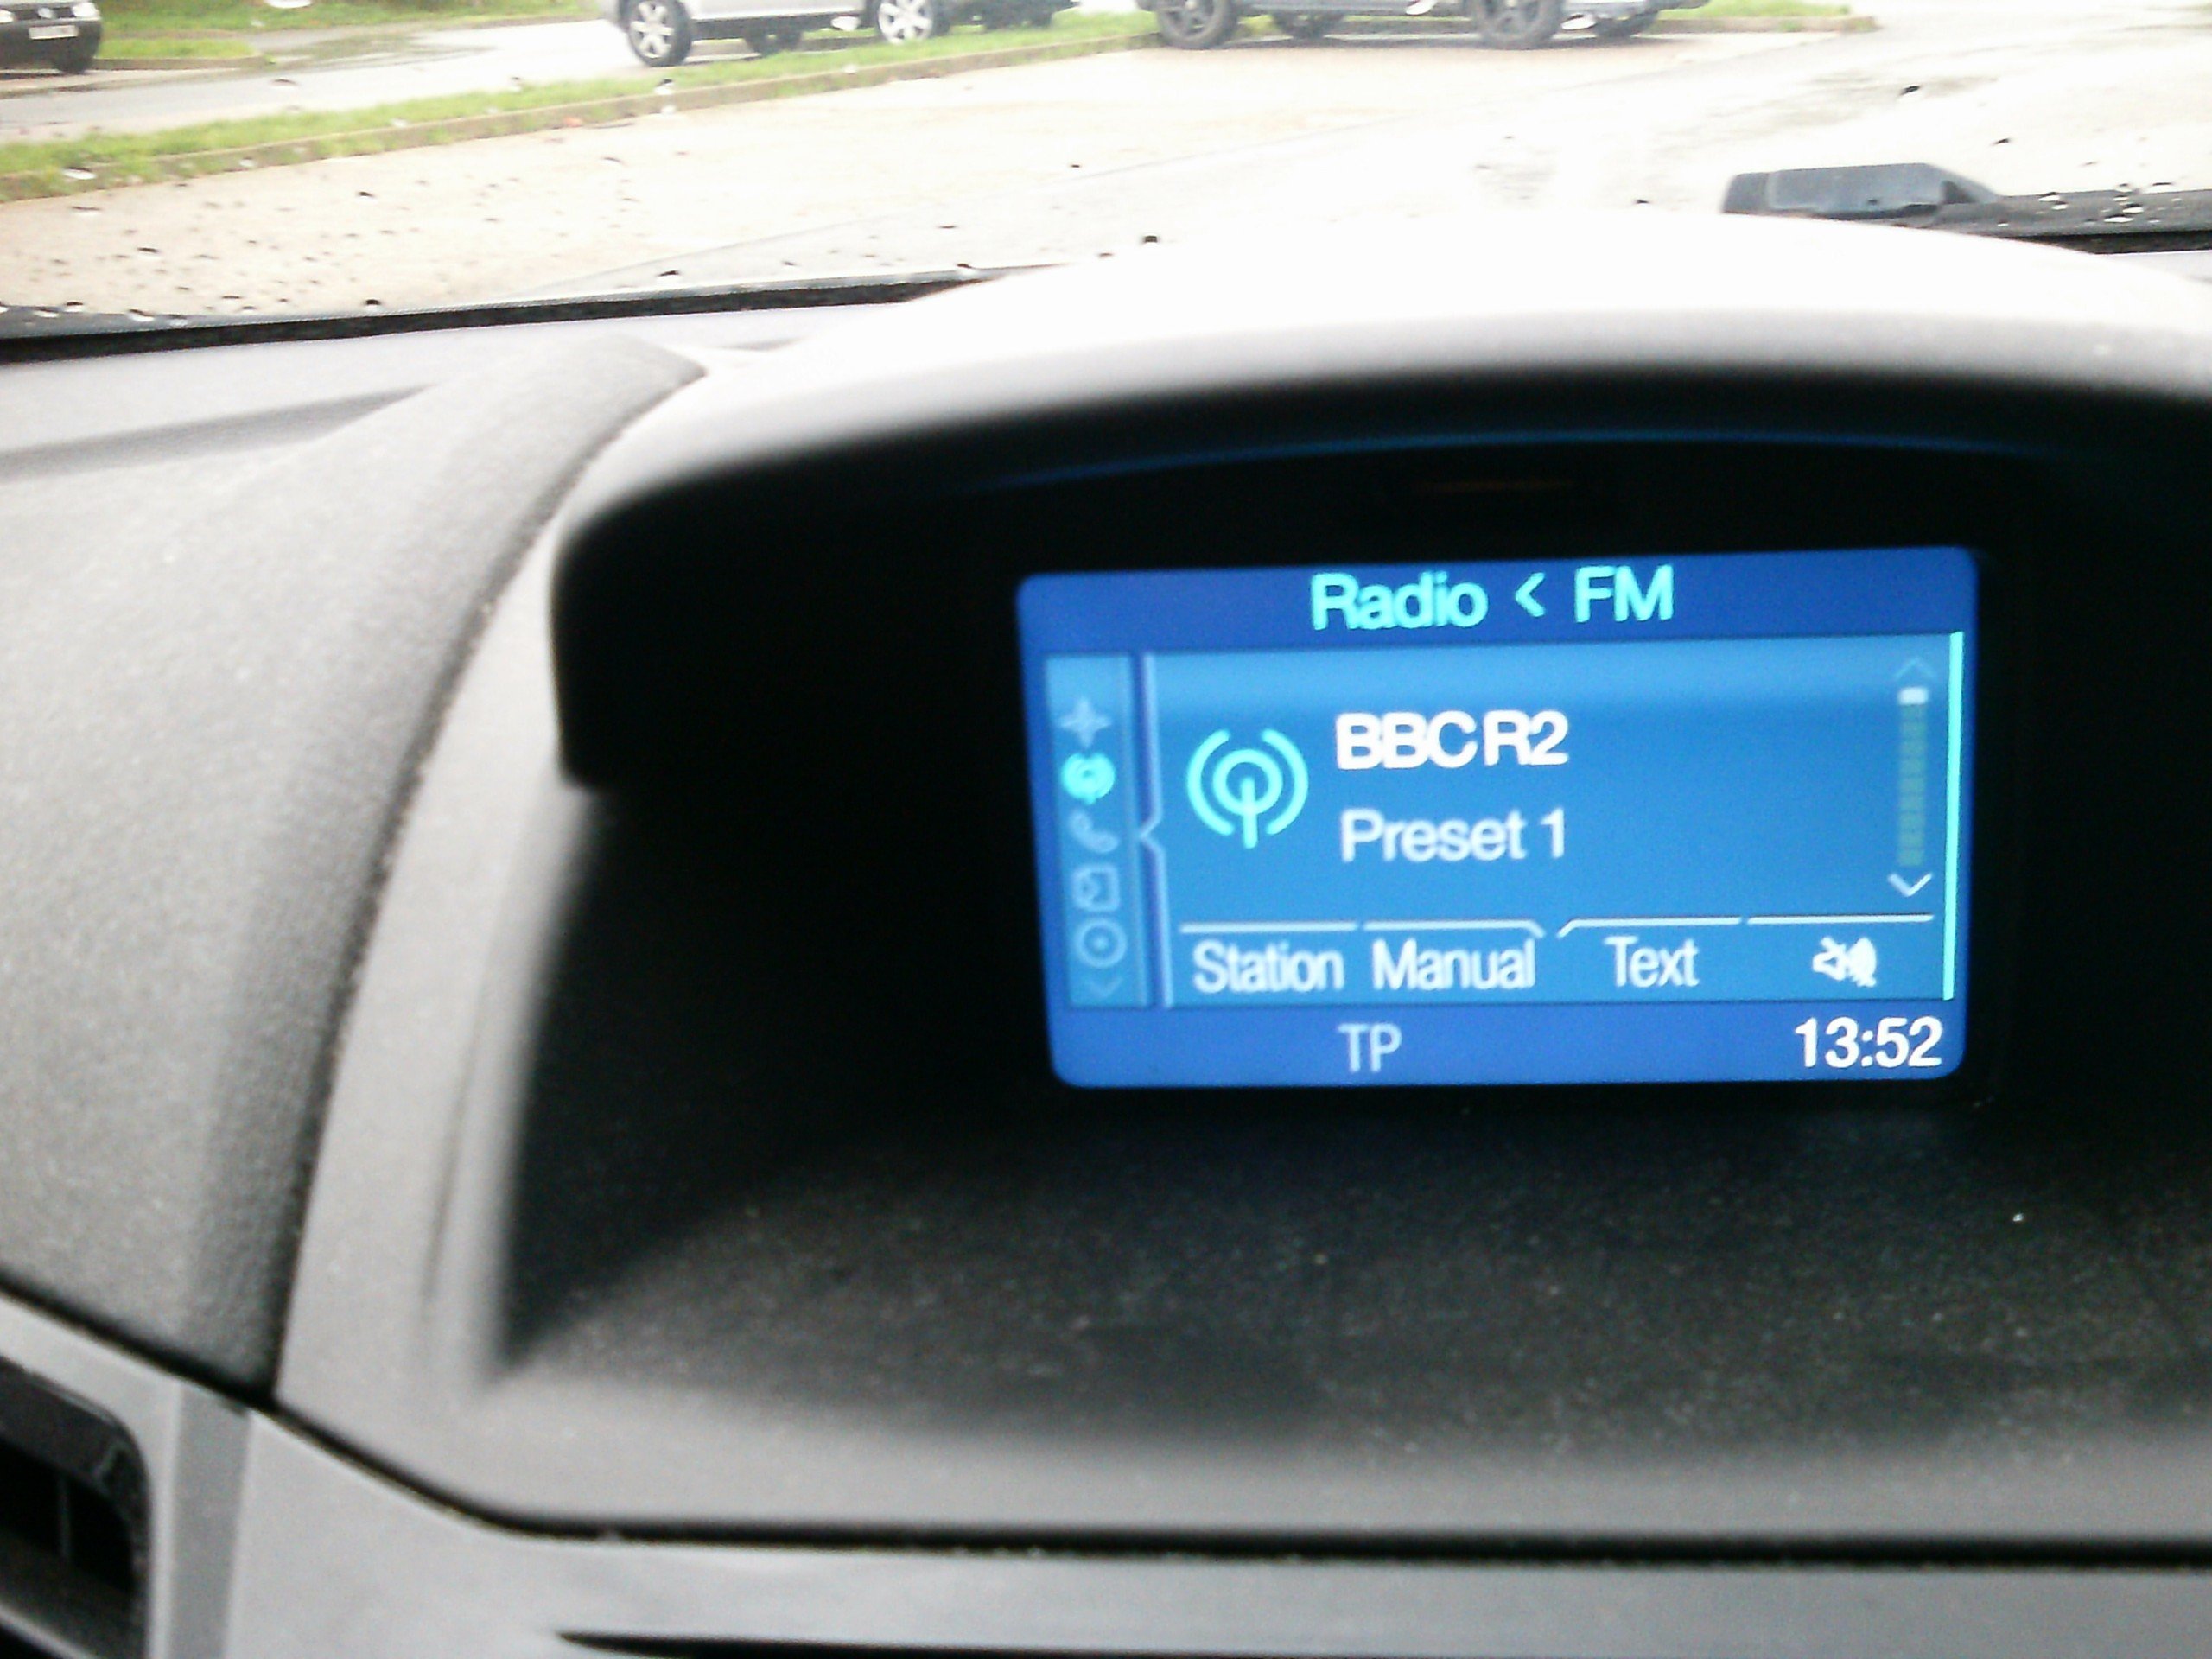 Radio < FM
BBC R2
Preset 1
Station Manual Text
TP 13:52